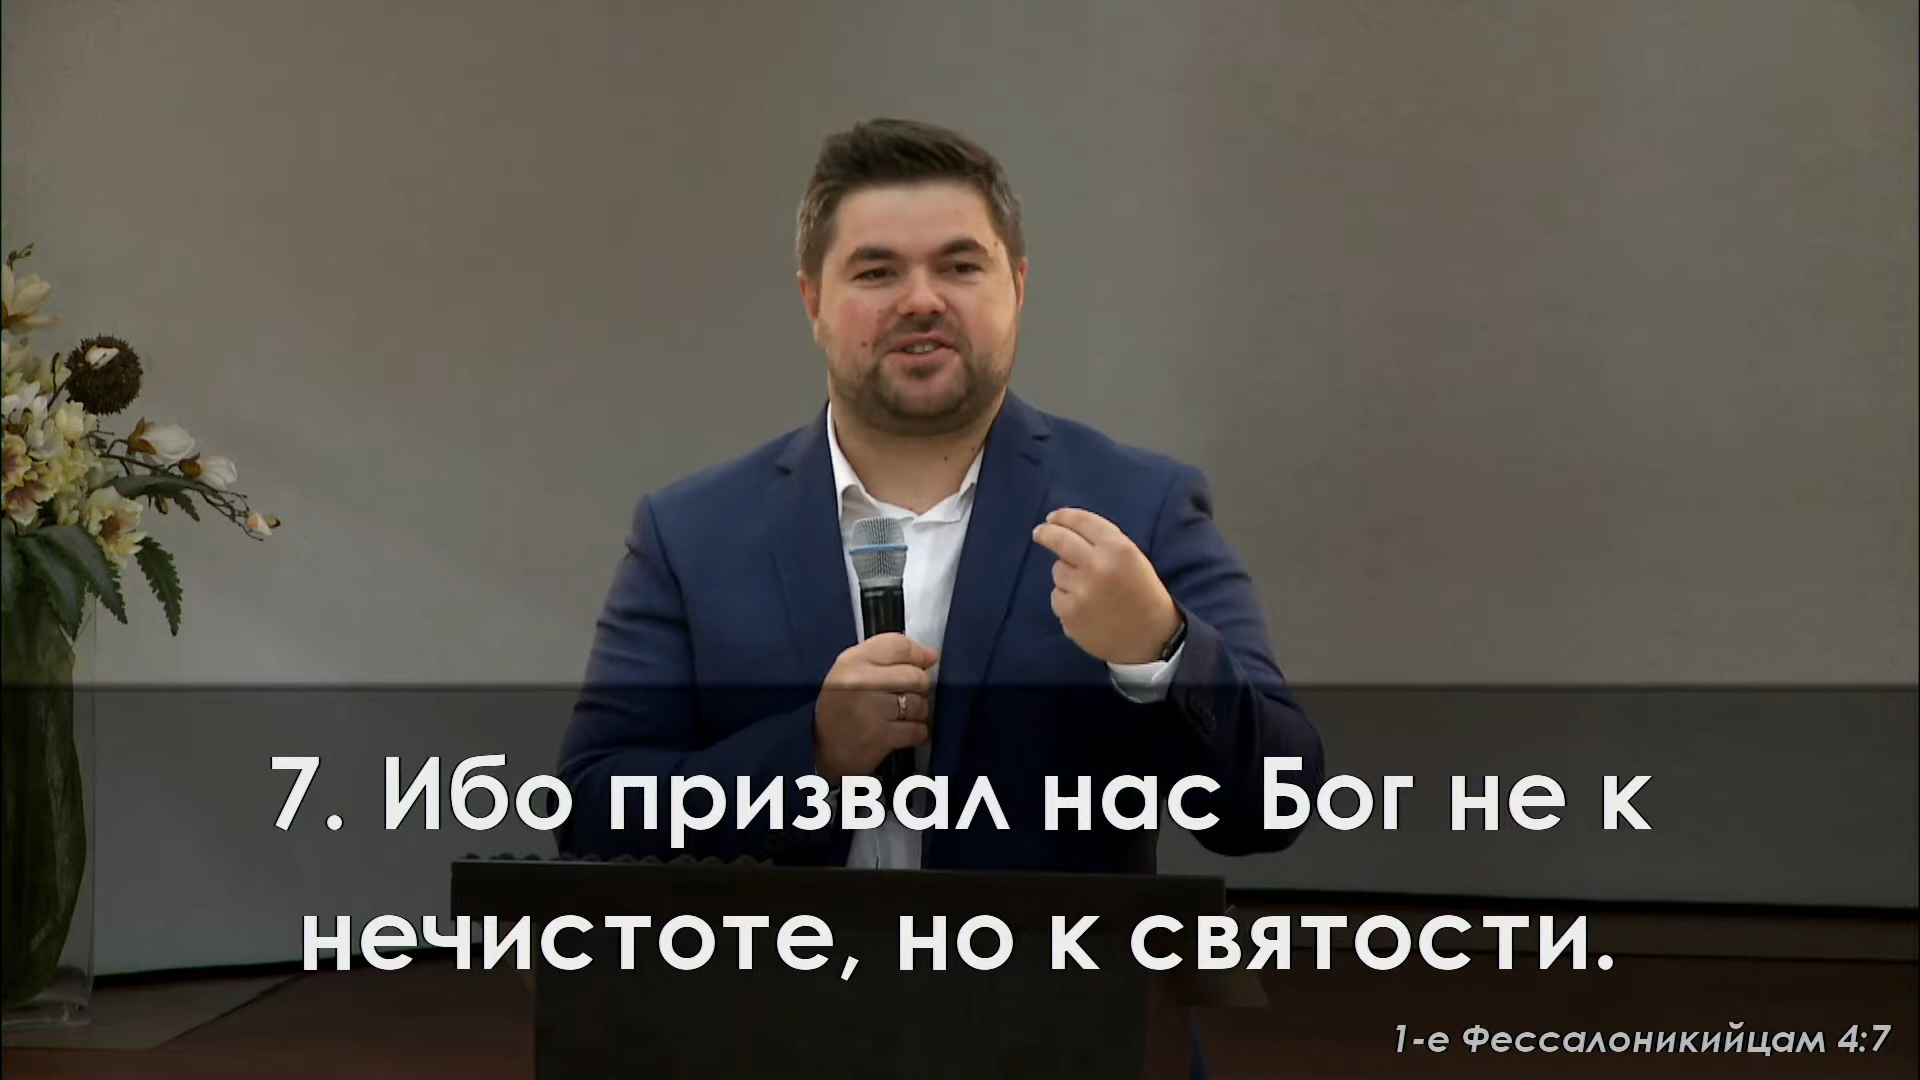 7. Ибо призвал нас Бог не к
нечистоте, но к святости.
1-е Фессалоникийцам 4:7